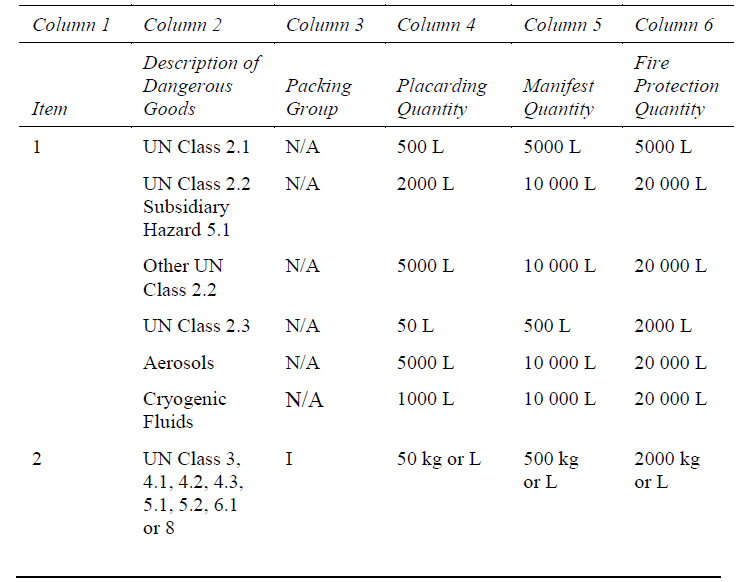 Column 1 Column 2 Column 3 Column 4 Column 5 Column 6
Description of Fire
Dangerous Packing Placarding Manifest Protection
Item Goods Group Quantity Quantity Quantity
1 UN Class 2.1 N/A 500 L 5000 L 5000 L
UN Class 2.2 N/A 2000 L 10 000 L 20 000 L
Subsidiary
Hazard 5.1
Other UN N/A 5000 L 10 000 L 20 000 L
Class 2.2
UN Class 2.3 N/A 50 L 500 L 2000 L
Aerosols N/A 5000 L 10 000 L 20 000 L
Cryogenic N/A 1000 L 10 000 L 20 000 L
Fluids
2 UN Class 3, I 50 kg or L 500 kg 2000 kg
4.1, 4.2, 4.3, or L or L
5.1, 5.2, 6.1
or 8